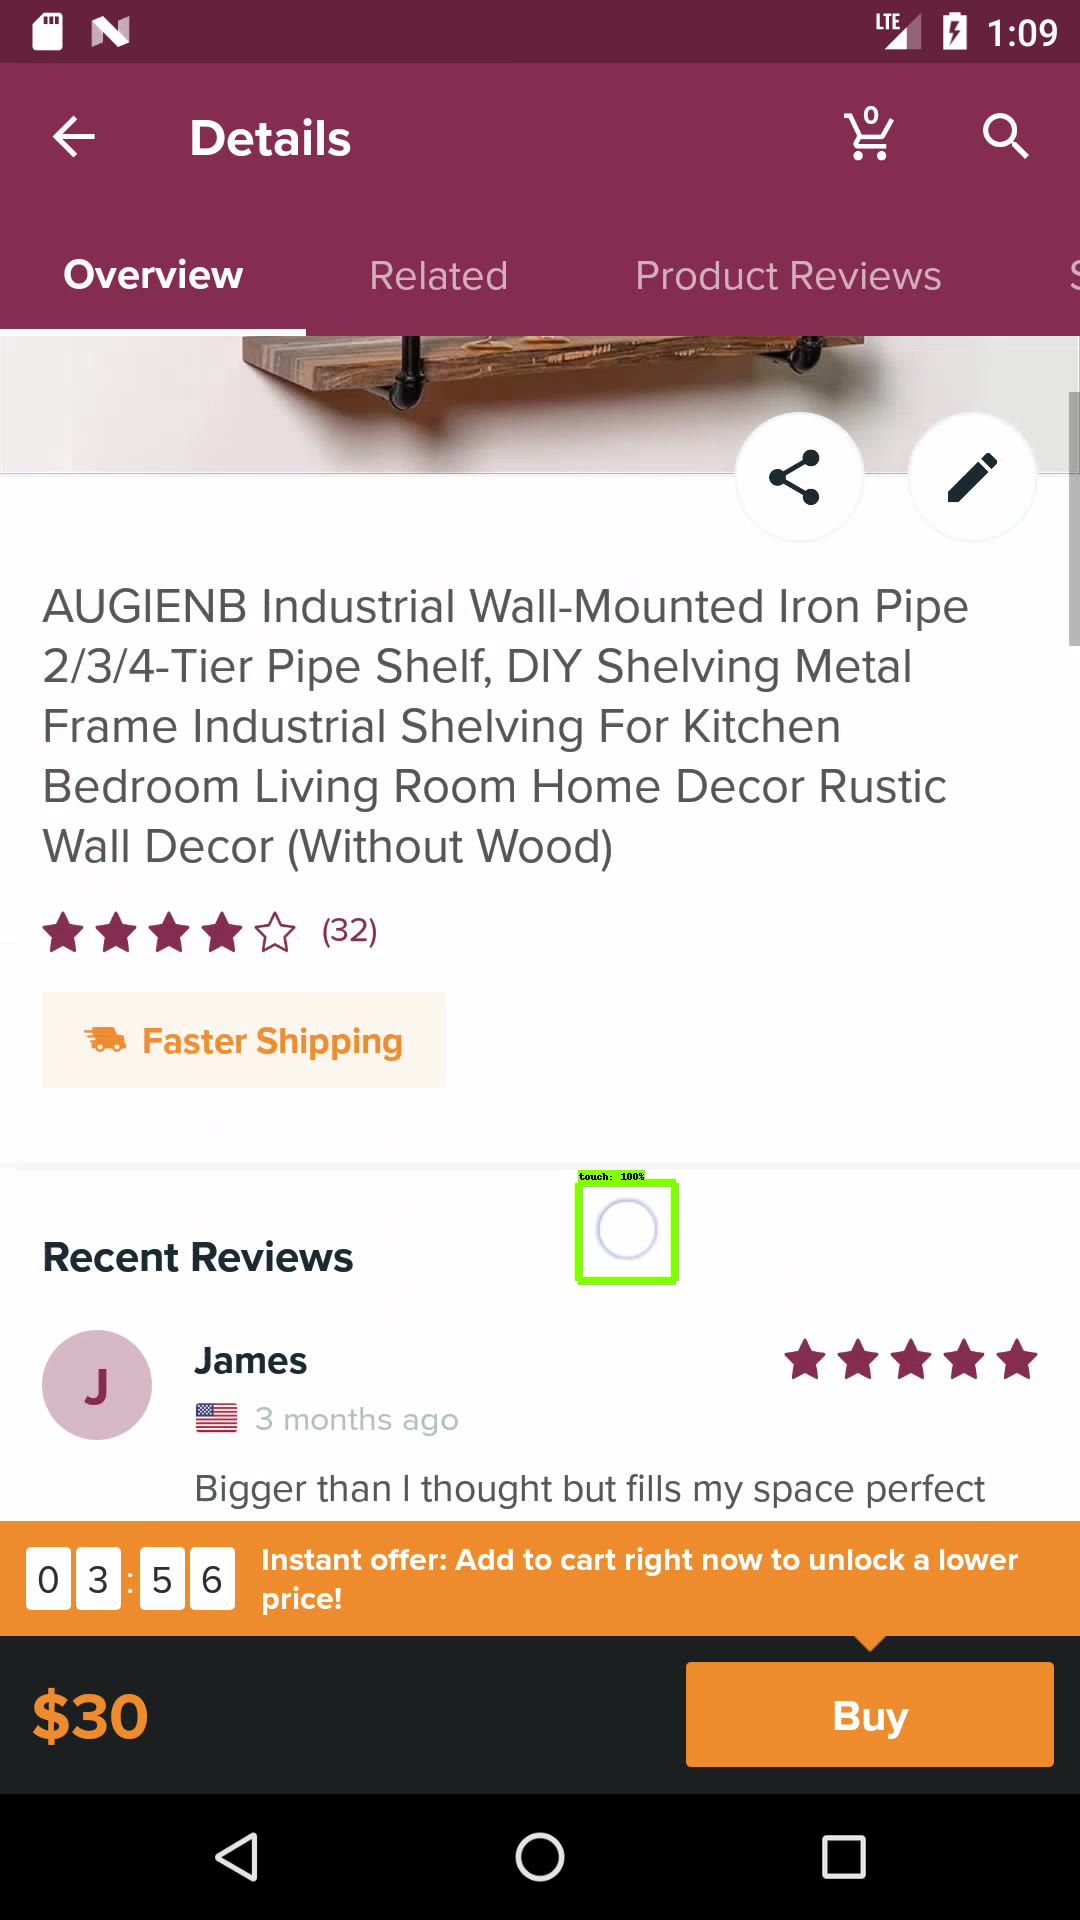 LTE 1:09
Details 0
Overview Related Product Reviews S
AUGIENB Industrial Wall-Mounted Iron Pipe
2/3/4-Tier Pipe Shelf, DIY Shelving Metal
Frame Industrial Shelving For Kitchen
Bedroom Living Room Home Decor Rustic
Wall Decor (Without Wood)
(32)
Faster Shipping
touch: 100%
Recent Reviews
J James
3 months ago
Bigger than I thought but fills my space perfect
0 3 : 5 6
Instant offer: Add to cart right now to unlock a lower
price!
$30 Buy